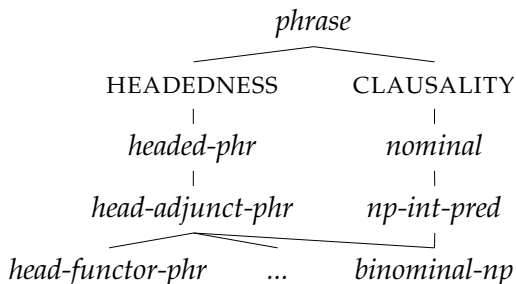 phrase
HEADEDNESS CLAUSALITY
headed-phr nominal
head-adjunct-phr np-int-pred
head-functor-phr ... binominal-np